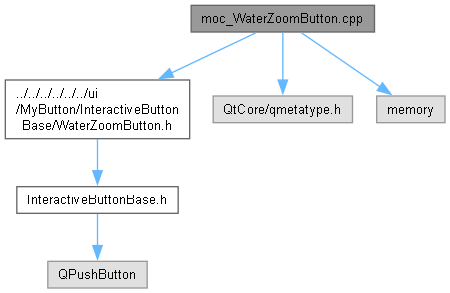 moc_WaterZoomButton.cpp
../../../../../../ui
/MyButton/InteractiveButton
Base/WaterZoomButton.h
QtCore/qmetatype.h
memory
InteractiveButtonBase.h
QPushButton